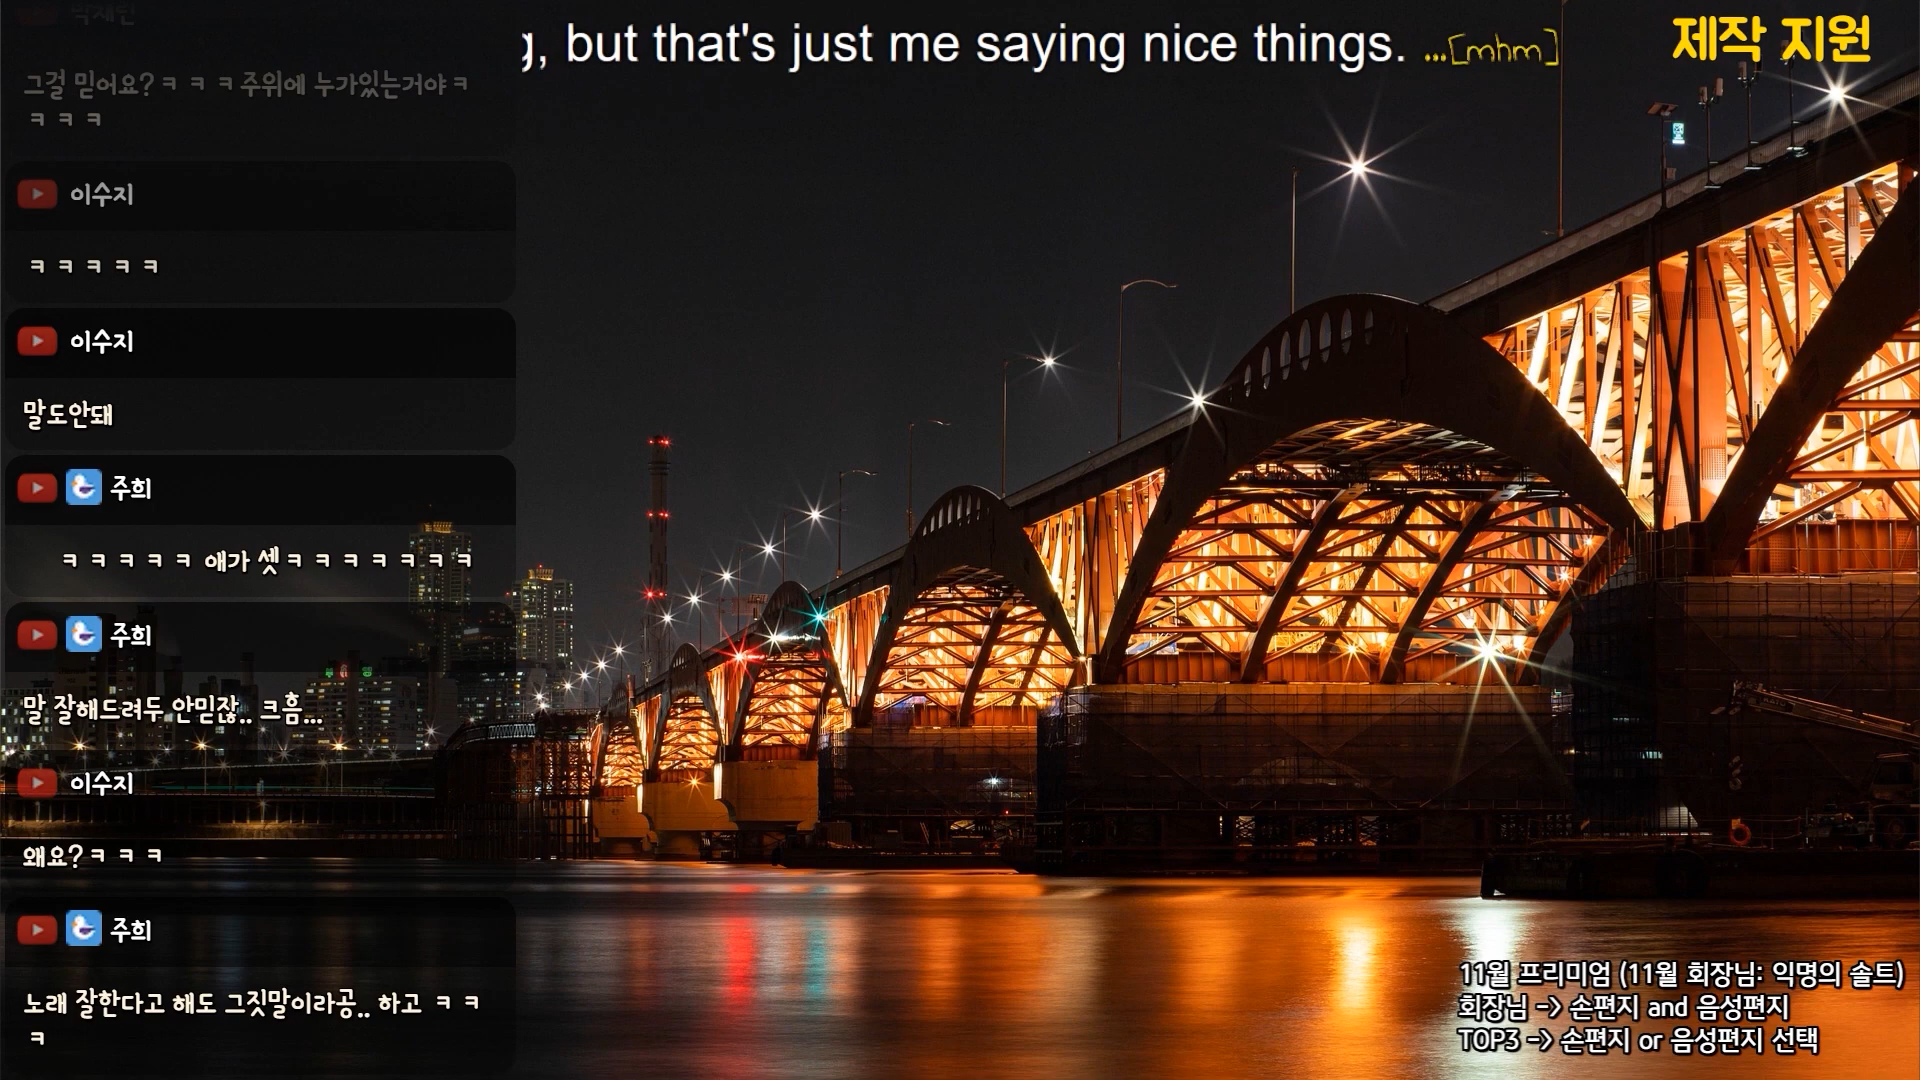 박재민
그걸 믿어요? ㅋ ㅋ ㅋ 주위에 누가있는거야 ㅋ
ㅋ ㅋ ㅋ
이수지
ㅋ ㅋ ㅋ ㅋ ㅋ
이수지
말도안돼
주희
ㅋ ㅋ ㅋ ㅋ ㅋ 애가 셋 ㅋ ㅋ ㅋ ㅋ ㅋ ㅋ ㅋ
주희
말 잘해드려두 안믿잖.. 크흠...
이수지
왜요? ㅋ ㅋ ㅋ
주희
노래 잘한다고 해도 그짓말이라공.. 하고 ㅋ ㅋ
ㅋ
g, but that's just me saying nice things. ...[mhm]
제작 지원
11월 프리미엄 (11월 회장님: 익명의 솔트)
회장님 -> 손편지 and 음성편지
TOP3 -> 손편지 or 음성편지 선택